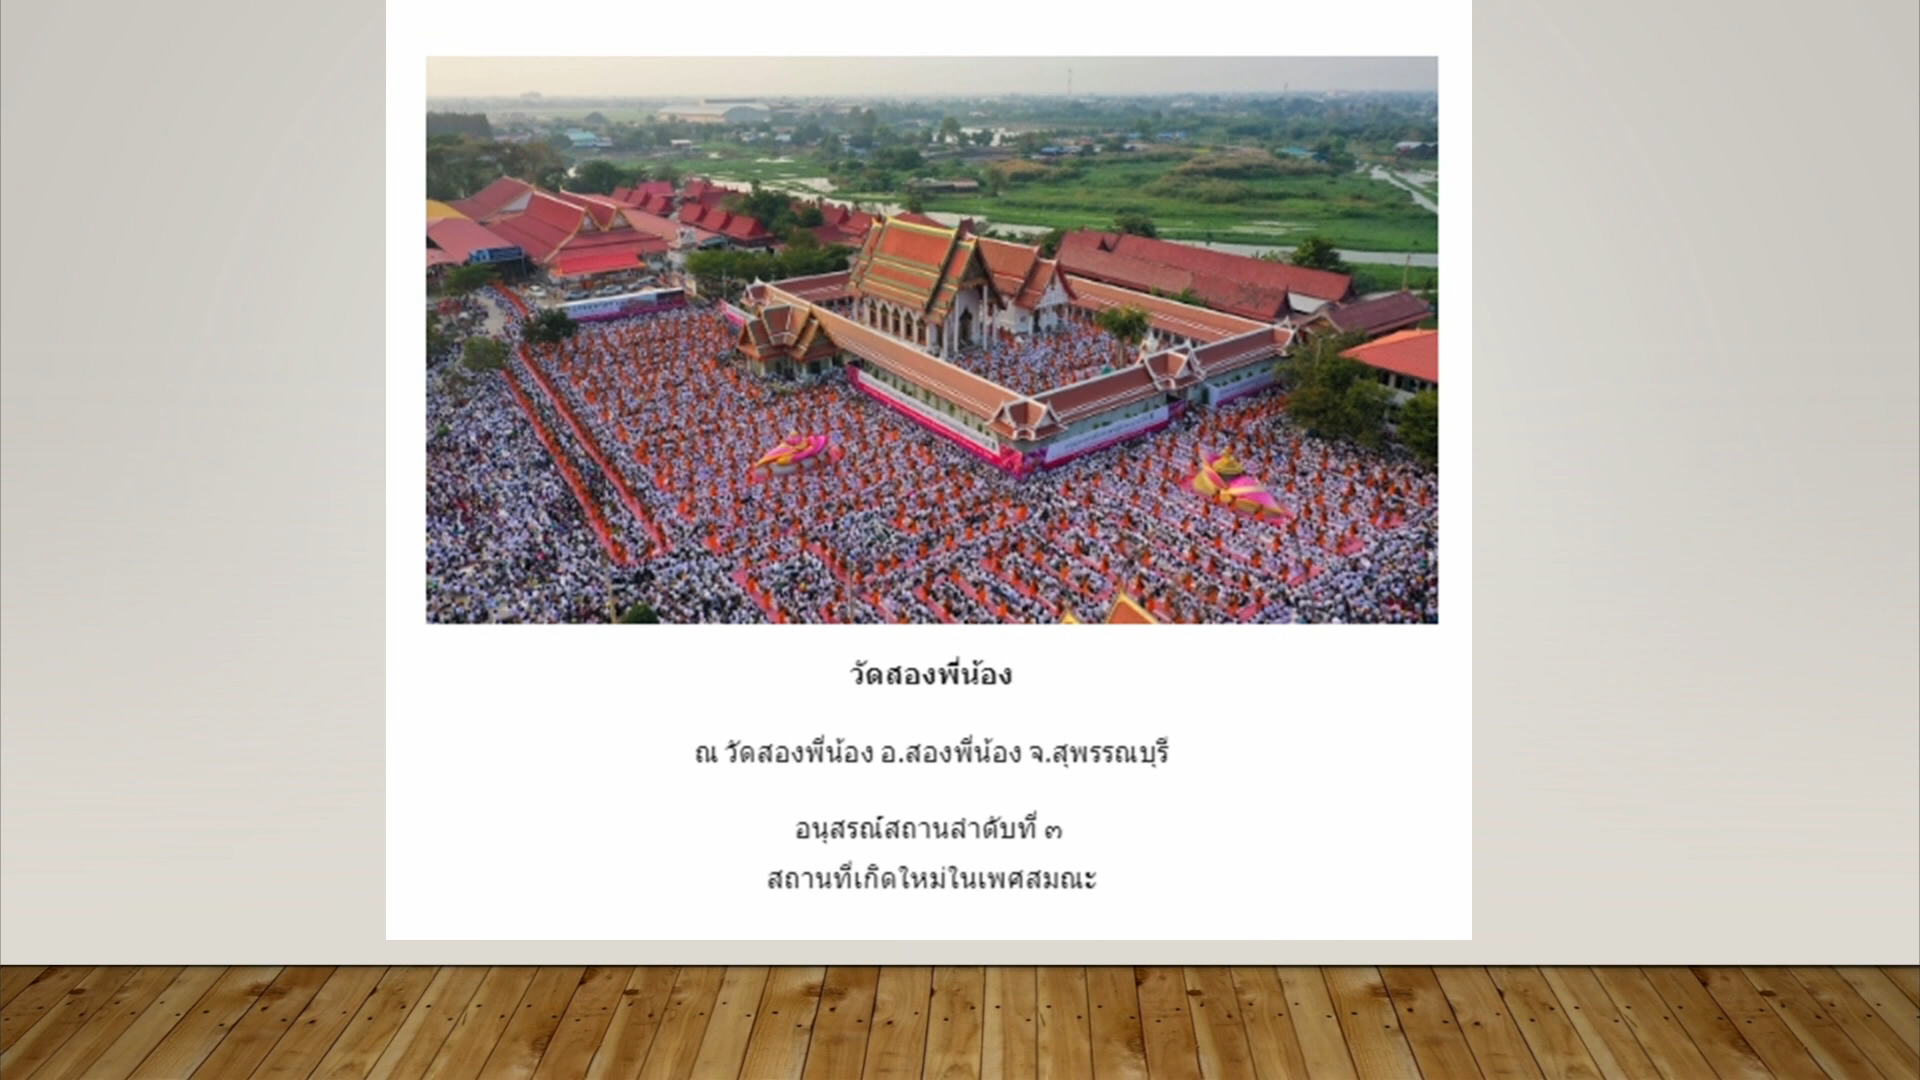 วัดสองพี่น้อง
ณ วัดสองพี่น้อง อ.สองพี่น้อง จ.สุพรรณบุรี
อนุสรณ์สถานลำดับที่ ๓
สถานที่เกิดใหม่ในเพศสมณะ